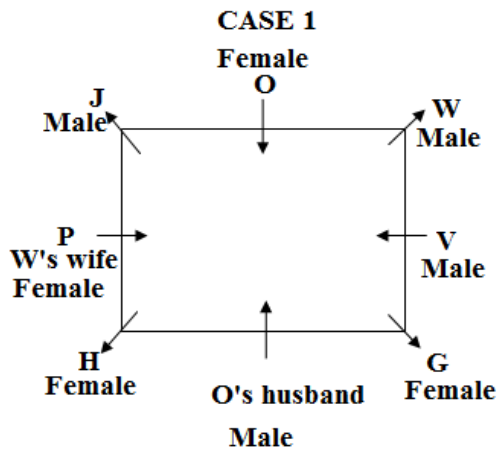 CASE 1
Female
O
J
Male
W
Male
P
W's wife
Female
V
Male
H
Female
O's husband
Male
G
Female